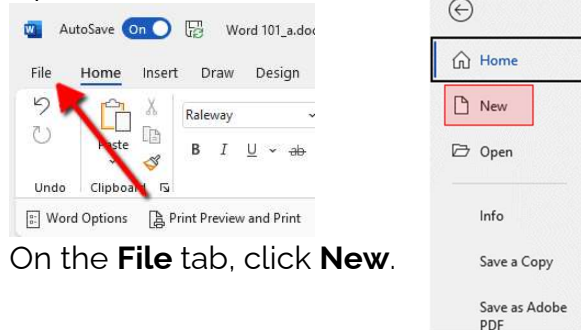 AutoSave On Word 101_a.doc
File Home Insert Draw Design
Paste
Raleway
B I U ab
Undo Clipboard
Word Options Print Preview and Print
On the File tab, click New.
Home
New
Open
Info
Save a Copy
Save as Adobe
PDF